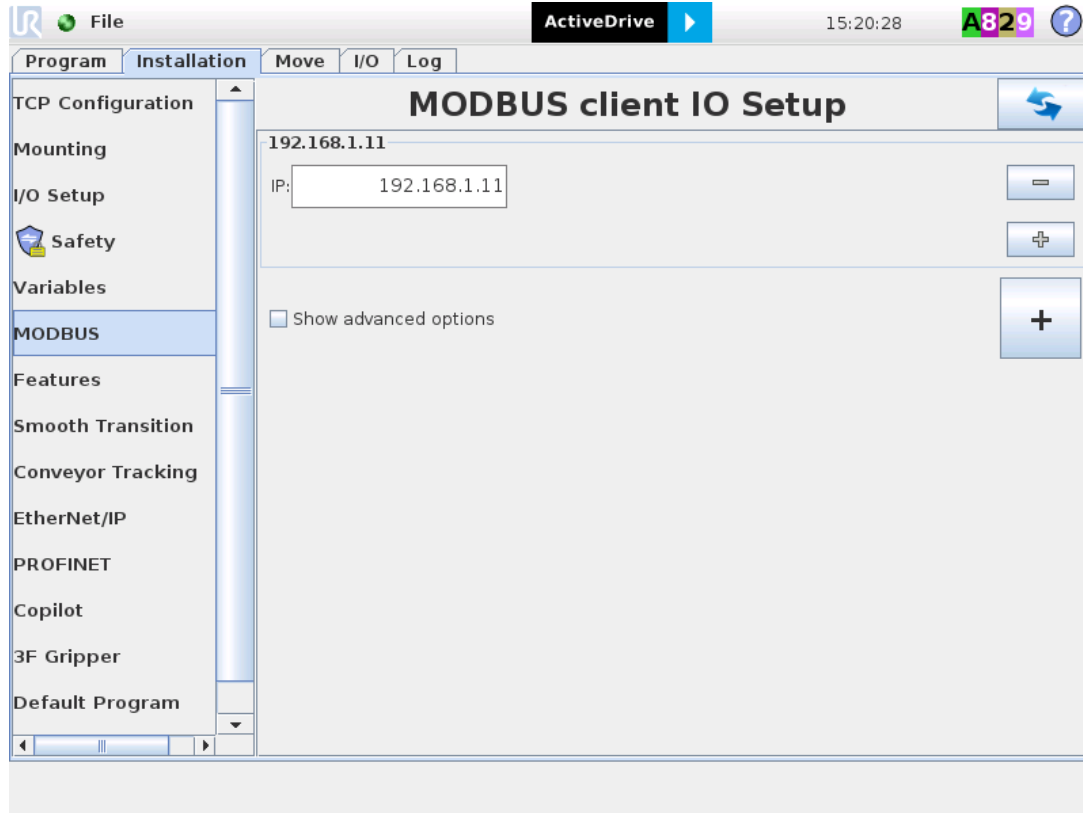 UR File ActiveDrive 15:20:28 A829 ?
Program Installation Move I/O Log
TCP Configuration
Mounting
I/O Setup
Safety
Variables
MODBUS
Features
Smooth Transition
Conveyor Tracking
EtherNet/IP
PROFINET
Copilot
3F Gripper
Default Program
MODBUS client IO Setup
192.168.1.11
IP: 192.168.1.11
Show advanced options